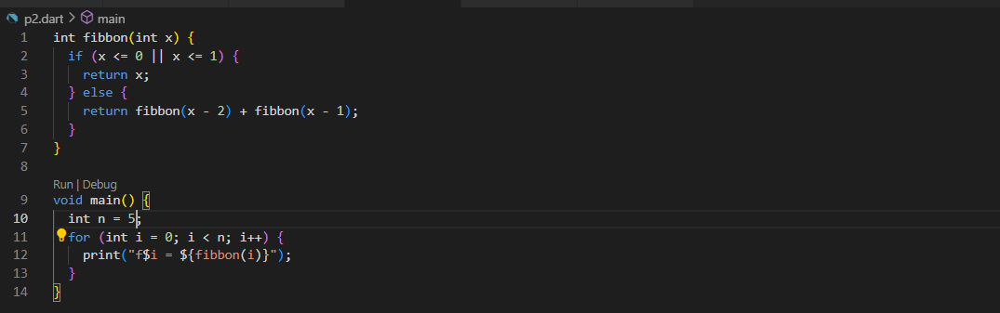 p2.dart > main
1 int fibbon(int x) {
2   if (x <= 0 || x <= 1) {
3     return x;
4   } else {
5     return fibbon(x - 2) + fibbon(x - 1);
6   }
7 }
8
Run | Debug
9 void main() {
10   int n = 5;
11   for (int i = 0; i < n; i++) {
12     print("f$i = ${fibbon(i)}");
13   }
14 }